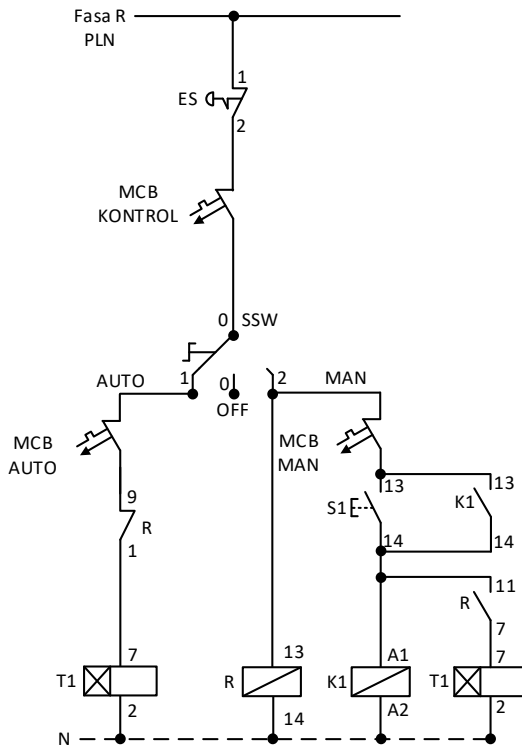 Fasa R
PLN
1
ES
2
MCB
KONTROL
0 SSW
AUTO
1
0
2
MAN
OFF
MCB
AUTO
MCB
MAN
13
13
9
S1
K1
R
14
14
1
11
R
7
7
13
A1
7
T1
R
K1
T1
2
14
A2
2
N